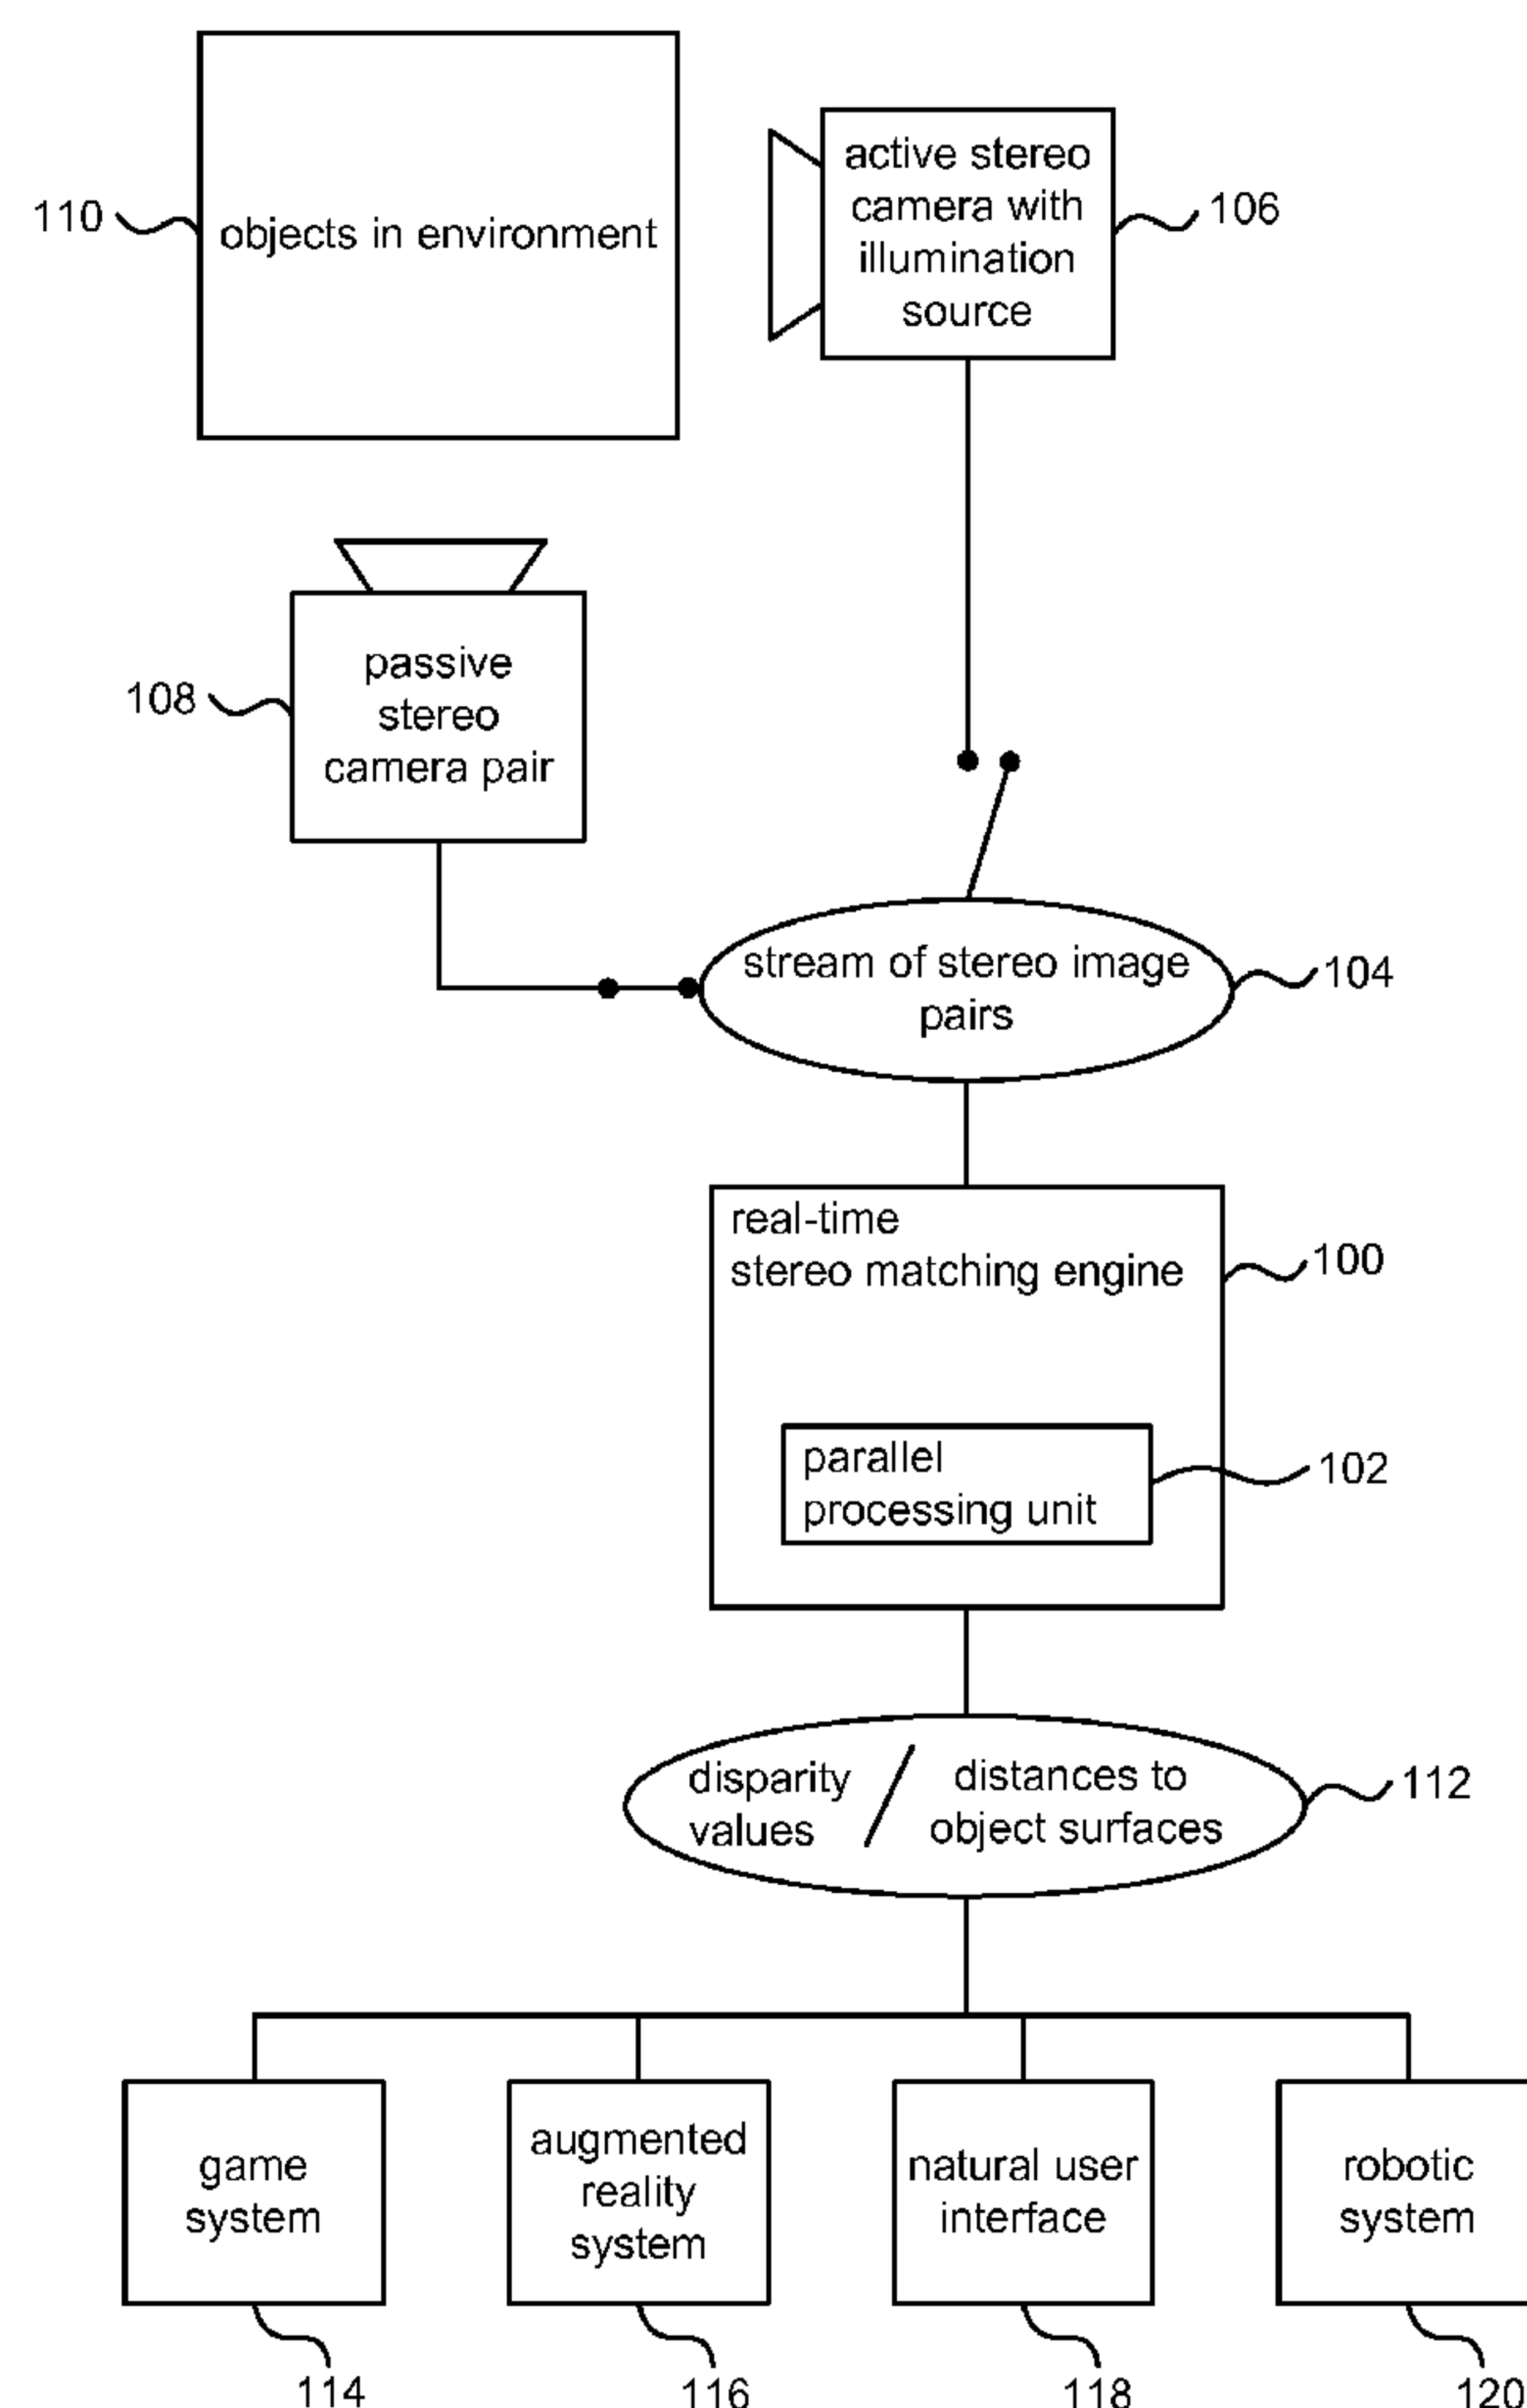 110
objects in environment
active stereo
camera with
illumination
source
106
108
passive
stereo
camera pair
stream of stereo image
pairs
104
real-time
stereo matching engine
100
parallel
processing unit
102
disparity
values
/
distances to
object surfaces
112
game
system
augmented
reality
system
natural user
interface
robotic
system
114
116
118
120